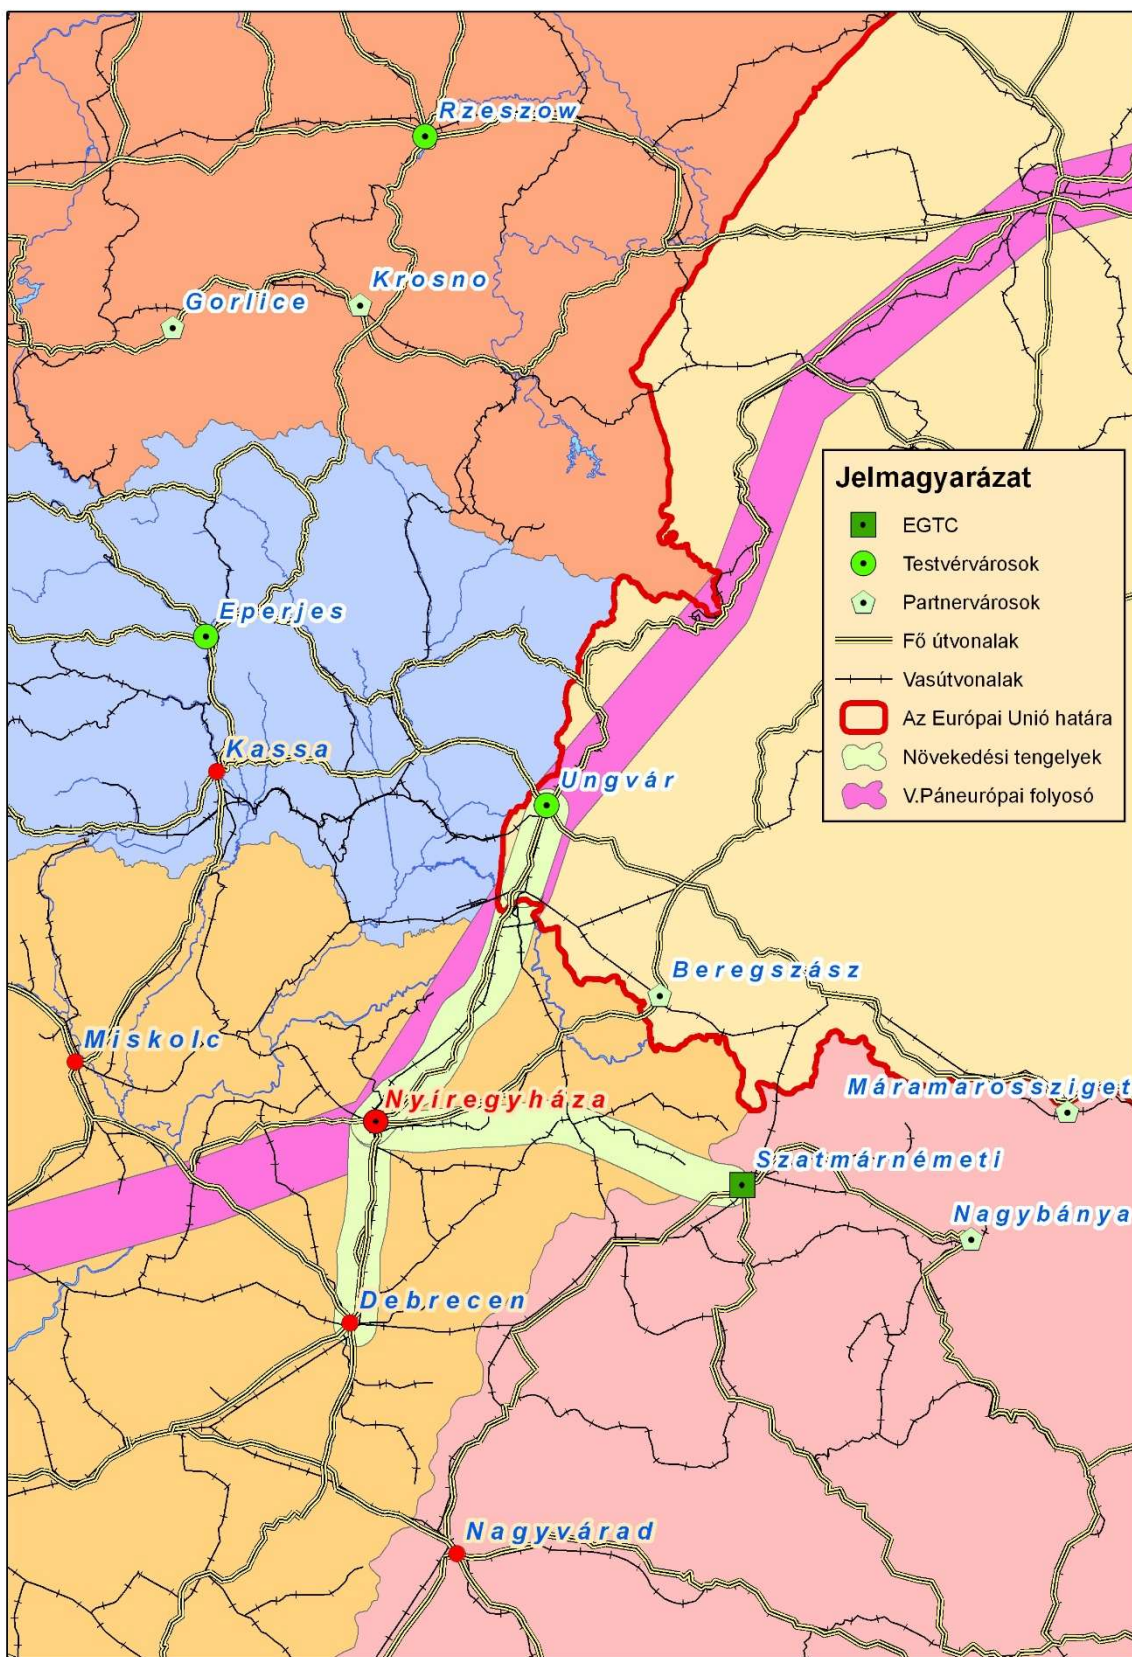 Rzeszow
Krosno
Gorlice
Jelmagyarázat
EGTC
Testvérvárosok
Partnervárosok
Fő útvonalak
Vasútvonalak
Az Európai Unió határa
Növekedési tengelyek
V.Páneurópai folyosó
Eperjes
Kassa
Ungvár
Beregszász
Miskolc
Máramarossziget
Nyíregyháza
Szatmárnémeti
Nagybánya
Debrecen
Nagyvárad